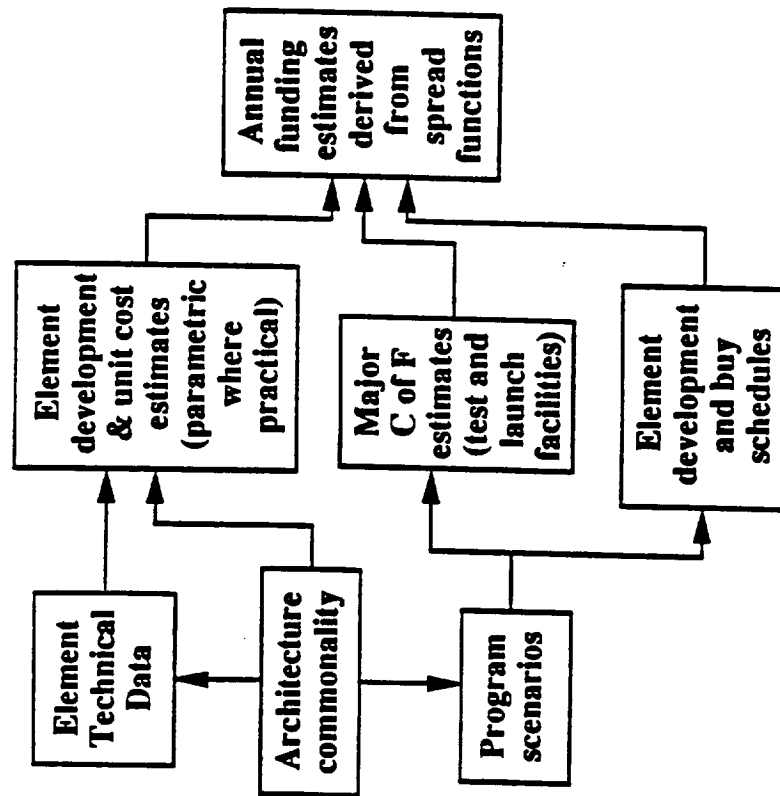 Program
scenarios
Architecture
commonality
Element
Technical
Data
Element
development
and buy
schedules
Major
C of F
estimates
(test and
launch
facilities)
Element
development
& unit cost
estimates
(parametric
where
practical)
Annual
funding
estimates
derived
from
spread
functions